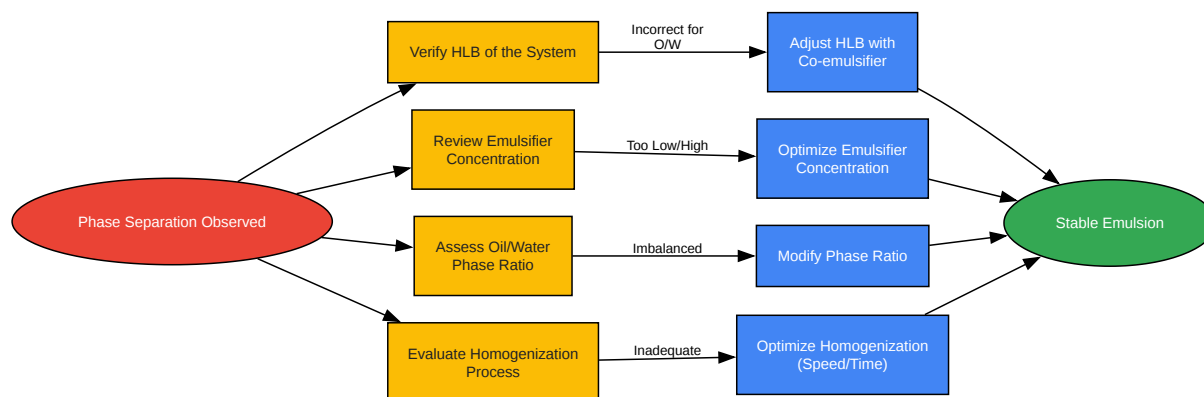 Phase Separation Observed
Verify HLB of the System
Incorrect for
O/W
Adjust HLB with
Co-emulsifier
Review Emulsifier
Concentration
Too Low/High
Optimize Emulsifier
Concentration
Assess Oil/Water
Phase Ratio
Imbalanced
Modify Phase Ratio
Evaluate Homogenization
Process
Inadequate
Optimize Homogenization
(Speed/Time)
Stable Emulsion